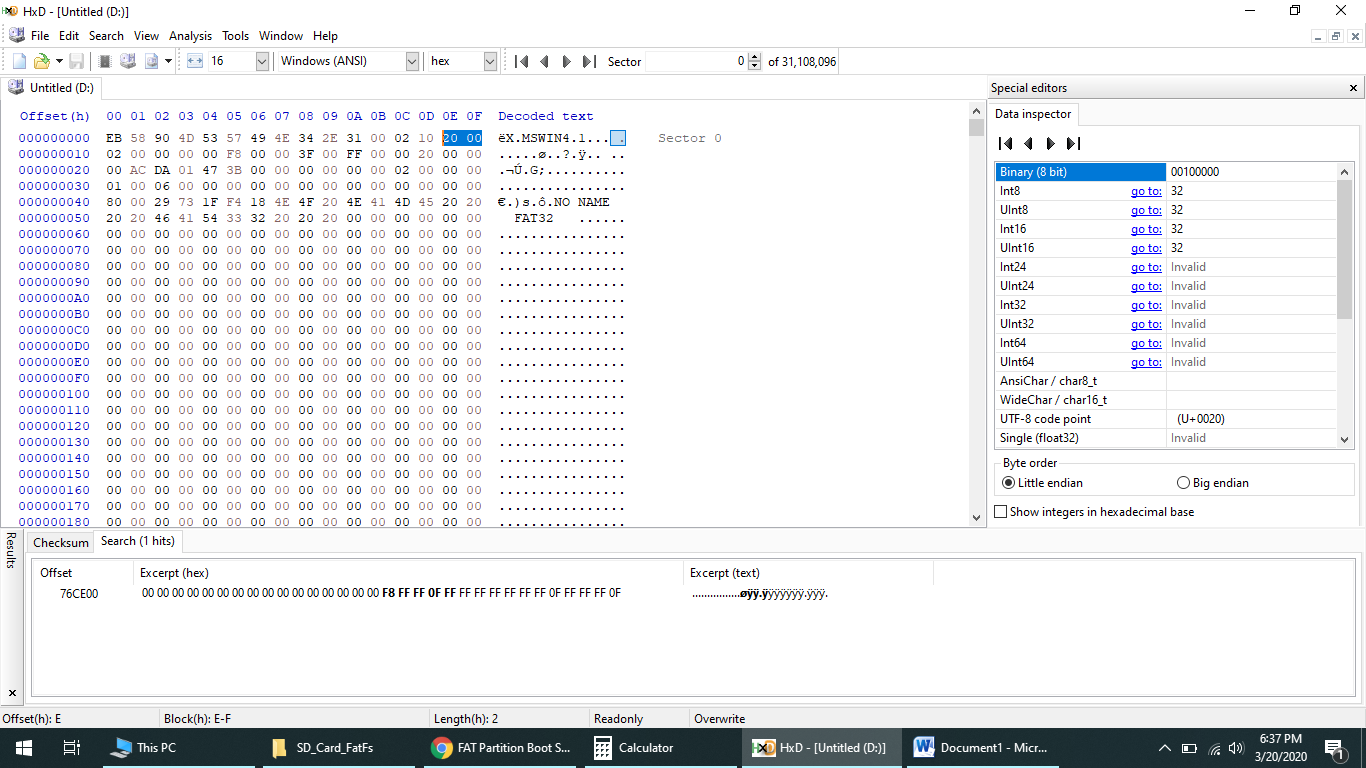 HxD - [Untitled (D:)]
File Edit Search View Analysis Tools Window Help
16 Windows (ANSI) hex Sector 0 of 31,108,096
Untitled (D:)
Special editors
Data inspector
Offset(h) 00 01 02 03 04 05 06 07 08 09 0A 0B 0C 0D 0E 0F Decoded text
000000000 EB 58 90 4D 53 57 49 4E 34 2E 31 00 02 10 20 00 ëX.MSWIN4.1... . Sector 0
000000010 02 00 00 00 00 F8 00 00 3F 00 FF 00 00 20 00 00 .....ø..?.ÿ.. ..
000000020 00 AC DA 01 47 3B 00 00 00 00 00 00 02 00 00 00 .¬Ú.G;..........
000000030 01 00 06 00 00 00 00 00 00 00 00 00 00 00 00 00 ................
000000040 80 00 29 73 1F F4 18 4E 4F 20 4E 41 4D 45 20 20 €.)s.ô.NO NAME
000000050 20 20 46 41 54 33 32 20 20 20 00 00 00 00 00 00 FAT32 ......
000000060 00 00 00 00 00 00 00 00 00 00 00 00 00 00 00 00 ................
000000070 00 00 00 00 00 00 00 00 00 00 00 00 00 00 00 00 ................
000000080 00 00 00 00 00 00 00 00 00 00 00 00 00 00 00 00 ................
000000090 00 00 00 00 00 00 00 00 00 00 00 00 00 00 00 00 ................
0000000A0 00 00 00 00 00 00 00 00 00 00 00 00 00 00 00 00 ................
0000000B0 00 00 00 00 00 00 00 00 00 00 00 00 00 00 00 00 ................
0000000C0 00 00 00 00 00 00 00 00 00 00 00 00 00 00 00 00 ................
0000000D0 00 00 00 00 00 00 00 00 00 00 00 00 00 00 00 00 ................
0000000E0 00 00 00 00 00 00 00 00 00 00 00 00 00 00 00 00 ................
0000000F0 00 00 00 00 00 00 00 00 00 00 00 00 00 00 00 00 ................
000000100 00 00 00 00 00 00 00 00 00 00 00 00 00 00 00 00 ................
000000110 00 00 00 00 00 00 00 00 00 00 00 00 00 00 00 00 ................
000000120 00 00 00 00 00 00 00 00 00 00 00 00 00 00 00 00 ................
000000130 00 00 00 00 00 00 00 00 00 00 00 00 00 00 00 00 ................
000000140 00 00 00 00 00 00 00 00 00 00 00 00 00 00 00 00 ................
000000150 00 00 00 00 00 00 00 00 00 00 00 00 00 00 00 00 ................
000000160 00 00 00 00 00 00 00 00 00 00 00 00 00 00 00 00 ................
000000170 00 00 00 00 00 00 00 00 00 00 00 00 00 00 00 00 ................
000000180 00 00 00 00 00 00 00 00 00 00 00 00 00 00 00 00 ................
Binary (8 bit) 00100000
Int8 go to: 32
UInt8 go to: 32
Int16 go to: 32
UInt16 go to: 32
Int24 go to: Invalid
UInt24 go to: Invalid
Int32 go to: Invalid
UInt32 go to: Invalid
Int64 go to: Invalid
UInt64 go to: Invalid
AnsiChar / char8_t
WideChar / char16_t
UTF-8 code point (U+0020)
Single (float32) Invalid
Byte order
Little endian Big endian
Show integers in hexadecimal base
Results
Checksum Search (1 hits)
Offset Excerpt (hex) Excerpt (text)
76CE00 00 00 00 00 00 00 00 00 00 00 00 00 00 00 00 00 F8 FF FF 0F FF FF FF FF FF FF FF 0F FF FF FF 0F ................øÿÿ.ÿÿÿÿÿÿÿ.ÿÿÿ.
Offset(h): E Block(h): E-F Length(h): 2 Readonly Overwrite
This PC SD_Card_FatFs FAT Partition Boot S... Calculator HxD - [Untitled (D:)] Document1 - Micr...
6:37 PM
3/20/2020
1